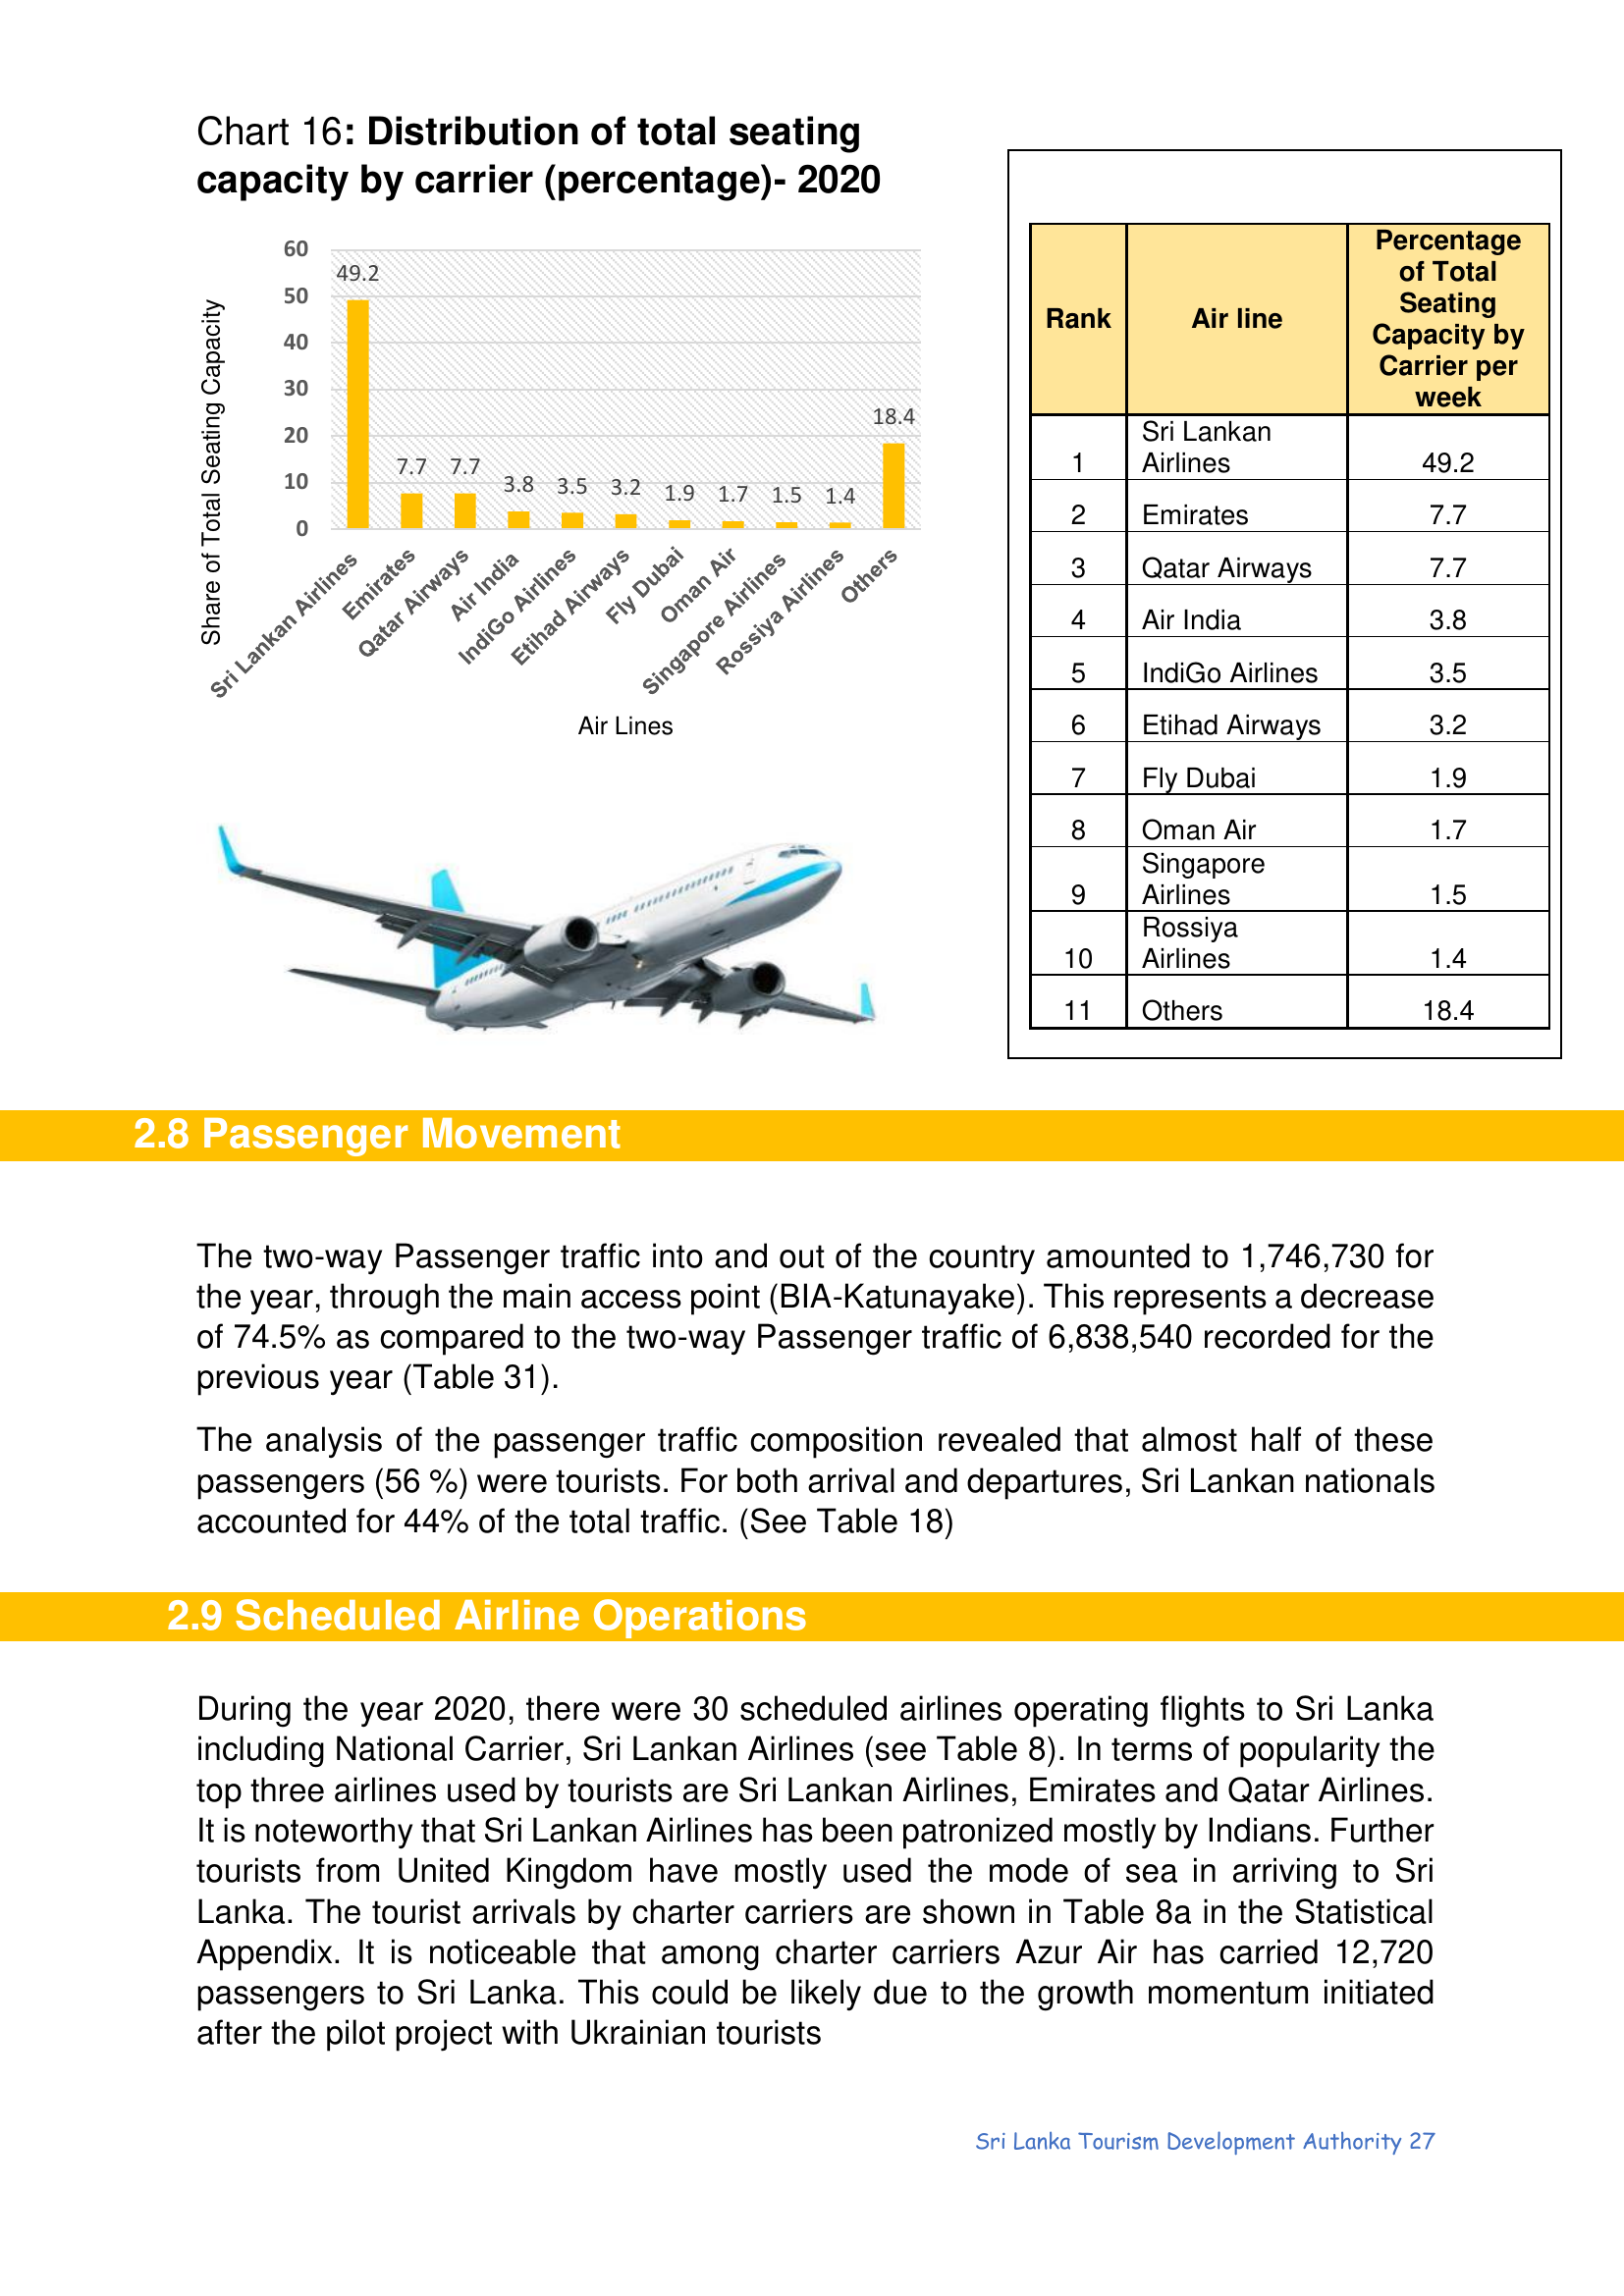 Chart 16: Distribution of total seating
capacity by carrier (percentage)- 2020
Share of Total Seating Capacity
60
50
40
30
20
10
0
49.2
7.7
7.7
3.8
3.5
3.2
1.9
1.7
1.5
1.4
18.4
Sri Lankan Airlines
Emirates
Qatar Airways
Air India
IndiGo Airlines
Etihad Airways
Fly Dubai
Oman Air
Singapore Airlines
Rossiya Airlines
Others
Air Lines
Rank Air line Percentage
of Total
Seating
Capacity by
Carrier per
week
1 Sri Lankan
Airlines 49.2
2 Emirates 7.7
3 Qatar Airways 7.7
4 Air India 3.8
5 IndiGo Airlines 3.5
6 Etihad Airways 3.2
7 Fly Dubai 1.9
8 Oman Air 1.7
9 Singapore
Airlines 1.5
10 Rossiya
Airlines 1.4
11 Others 18.4
2.8 Passenger Movement
The two-way Passenger traffic into and out of the country amounted to 1,746,730 for
the year, through the main access point (BIA-Katunayake). This represents a decrease
of 74.5% as compared to the two-way Passenger traffic of 6,838,540 recorded for the
previous year (Table 31).
The analysis of the passenger traffic composition revealed that almost half of these
passengers (56 %) were tourists. For both arrival and departures, Sri Lankan nationals
accounted for 44% of the total traffic. (See Table 18)
2.9 Scheduled Airline Operations
During the year 2020, there were 30 scheduled airlines operating flights to Sri Lanka
including National Carrier, Sri Lankan Airlines (see Table 8). In terms of popularity the
top three airlines used by tourists are Sri Lankan Airlines, Emirates and Qatar Airlines.
It is noteworthy that Sri Lankan Airlines has been patronized mostly by Indians. Further
tourists from United Kingdom have mostly used the mode of sea in arriving to Sri
Lanka. The tourist arrivals by charter carriers are shown in Table 8a in the Statistical
Appendix. It is noticeable that among charter carriers Azur Air has carried 12,720
passengers to Sri Lanka. This could be likely due to the growth momentum initiated
after the pilot project with Ukrainian tourists
Sri Lanka Tourism Development Authority 27